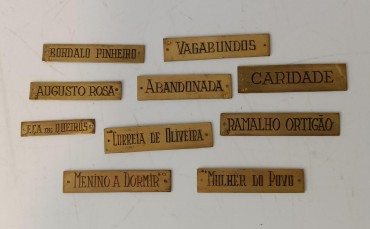 BORDALO PINHEIRO
VAGABUNDOS
AUGUSTO ROSA
ABANDONADA
CARIDADE
EÇA DE QUEIRÓS
CORREIA DE OLIVEIRA
RAMALHO ORTIGÃO
"MENINO A DORMIR"
"MULHER DO POVO"